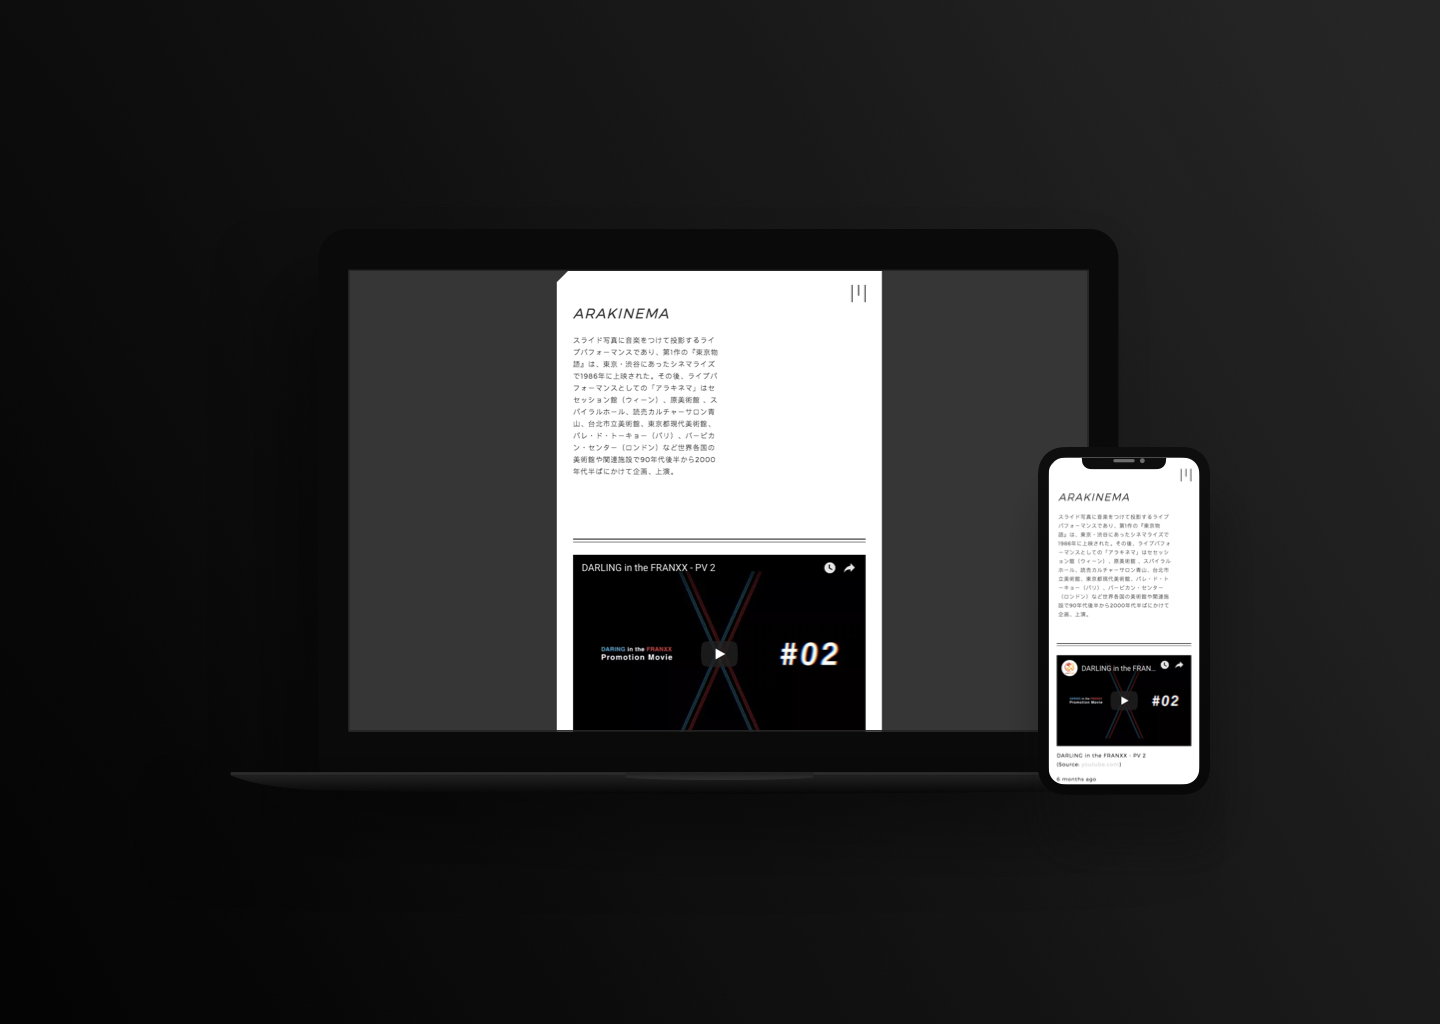 ARAKINEMA
スライド写真に音楽をつけて投影するライ
ブパフォーマンスであり、第1作の『東京物
語』は、東京・渋谷にあったシネマライズ
で1986年に上映された。その後、ライブパ
フォーマンスとしての「アラキネマ」はセ
セッション館（ウィーン）、原美術館 、ス
パイラルホール、読売カルチャーサロン青
山、台北市立美術館、東京都現代美術館、
パレ・ド・トーキョー（パリ）、バービカ
ン・センター（ロンドン）など世界各国の
美術館や関連施設で90年代後半から2000
年代半ばにかけて企画、上演。
DARLING in the FRANXX - PV 2
DARING in the FRANXX
Promotion Movie
#02
ARAKINEMA
スライド写真に音楽をつけて投影するライブ
パフォーマンスであり、第1作の『東京物
語』は、東京・渋谷にあったシネマライズで
1986年に上映された。その後、ライブパフォ
ーマンスとしての「アラキネマ」はセセッシ
ョン館（ウィーン）、原美術館 、スパイラル
ホール、読売カルチャーサロン青山、台北市
立美術館、東京都現代美術館、パレ・ド・ト
ーキョー（パリ）、バービカン・センター
（ロンドン）など世界各国の美術館や関連施
設で90年代後半から2000年代半ばにかけて
企画、上演。
DARLING in the FRAN...
DARING in the FRANXX
Promotion Movie
#02
DARLING in the FRANXX - PV 2
(Source: youtube.com)
6 months ago